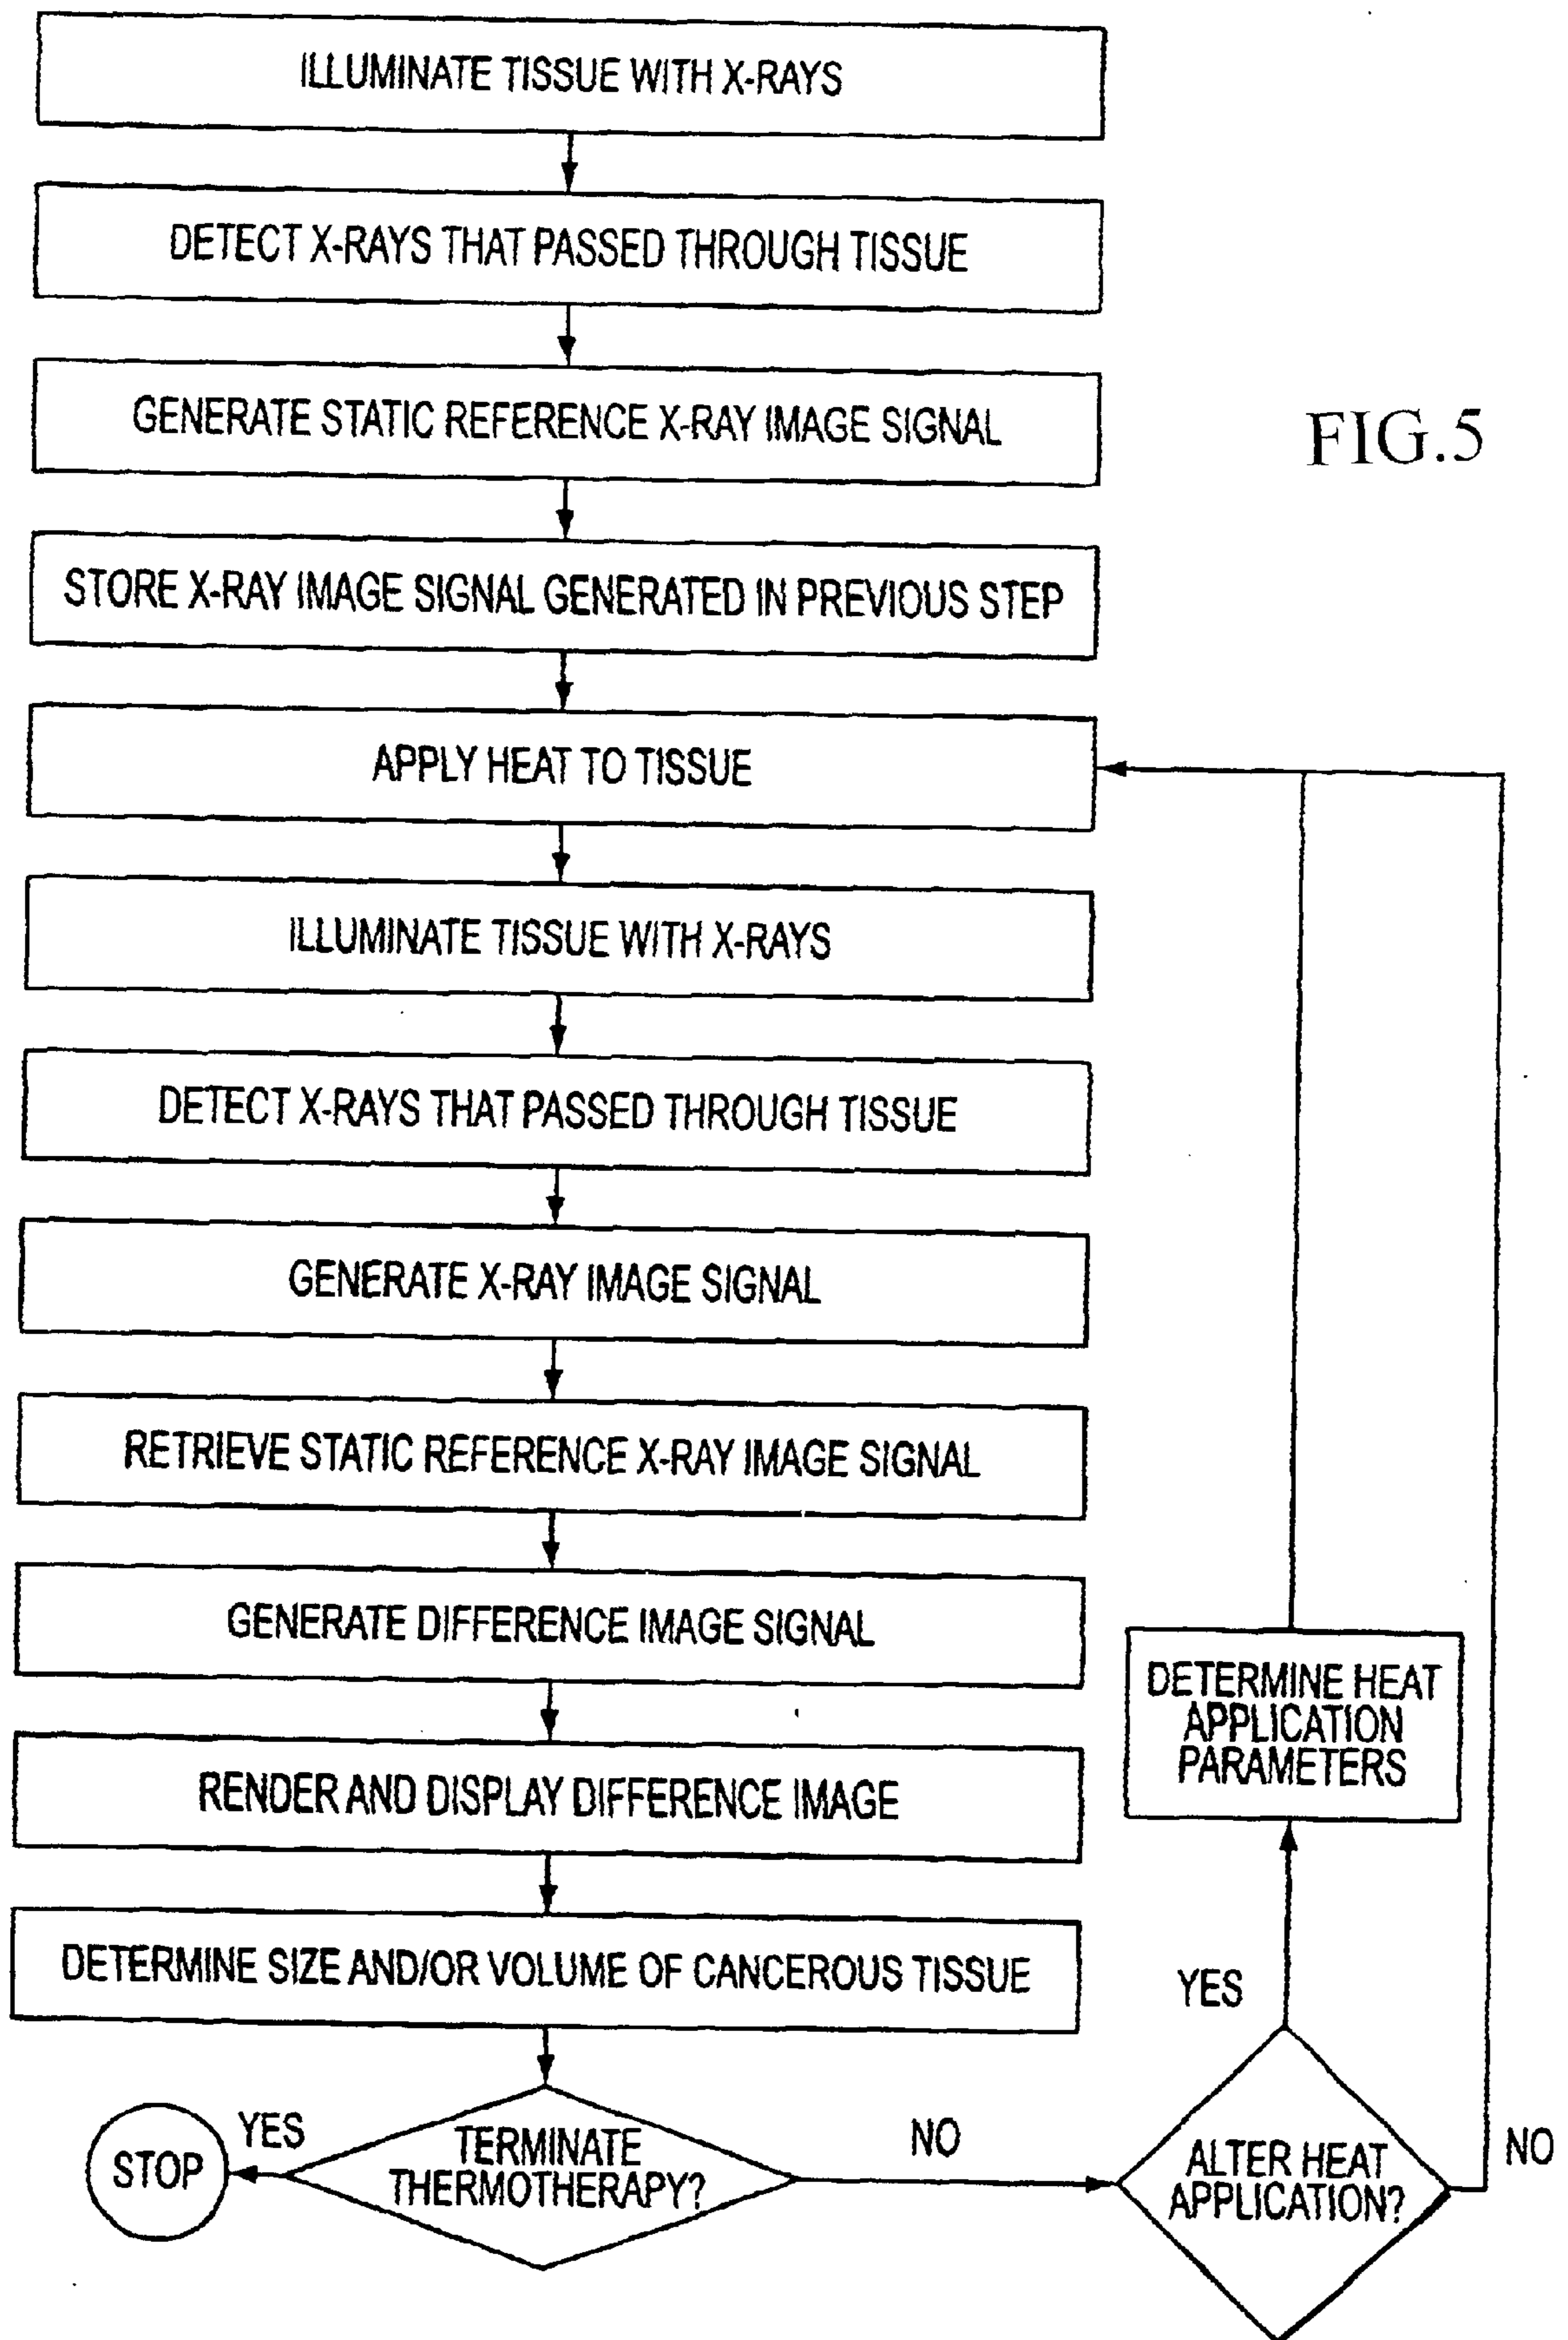 ILLUMINATE TISSUE WITH X-RAYS
DETECT X-RAYS THAT PASSED THROUGH TISSUE
GENERATE STATIC REFERENCE X-RAY IMAGE SIGNAL
FIG.5
STORE X-RAY IMAGE SIGNAL GENERATED IN PREVIOUS STEP
APPLY HEAT TO TISSUE
ILLUMINATE TISSUE WITH X-RAYS
DETECT X-RAYS THAT PASSED THROUGH TISSUE
GENERATE X-RAY IMAGE SIGNAL
RETRIEVE STATIC REFERENCE X-RAY IMAGE SIGNAL
GENERATE DIFFERENCE IMAGE SIGNAL
RENDER AND DISPLAY DIFFERENCE IMAGE
DETERMINE SIZE AND/OR VOLUME OF CANCEROUS TISSUE
TERMINATE
THERMOTHERAPY?
YES
STOP
NO
ALTER HEAT
APPLICATION?
YES
NO
DETERMINE HEAT
APPLICATION
PARAMETERS